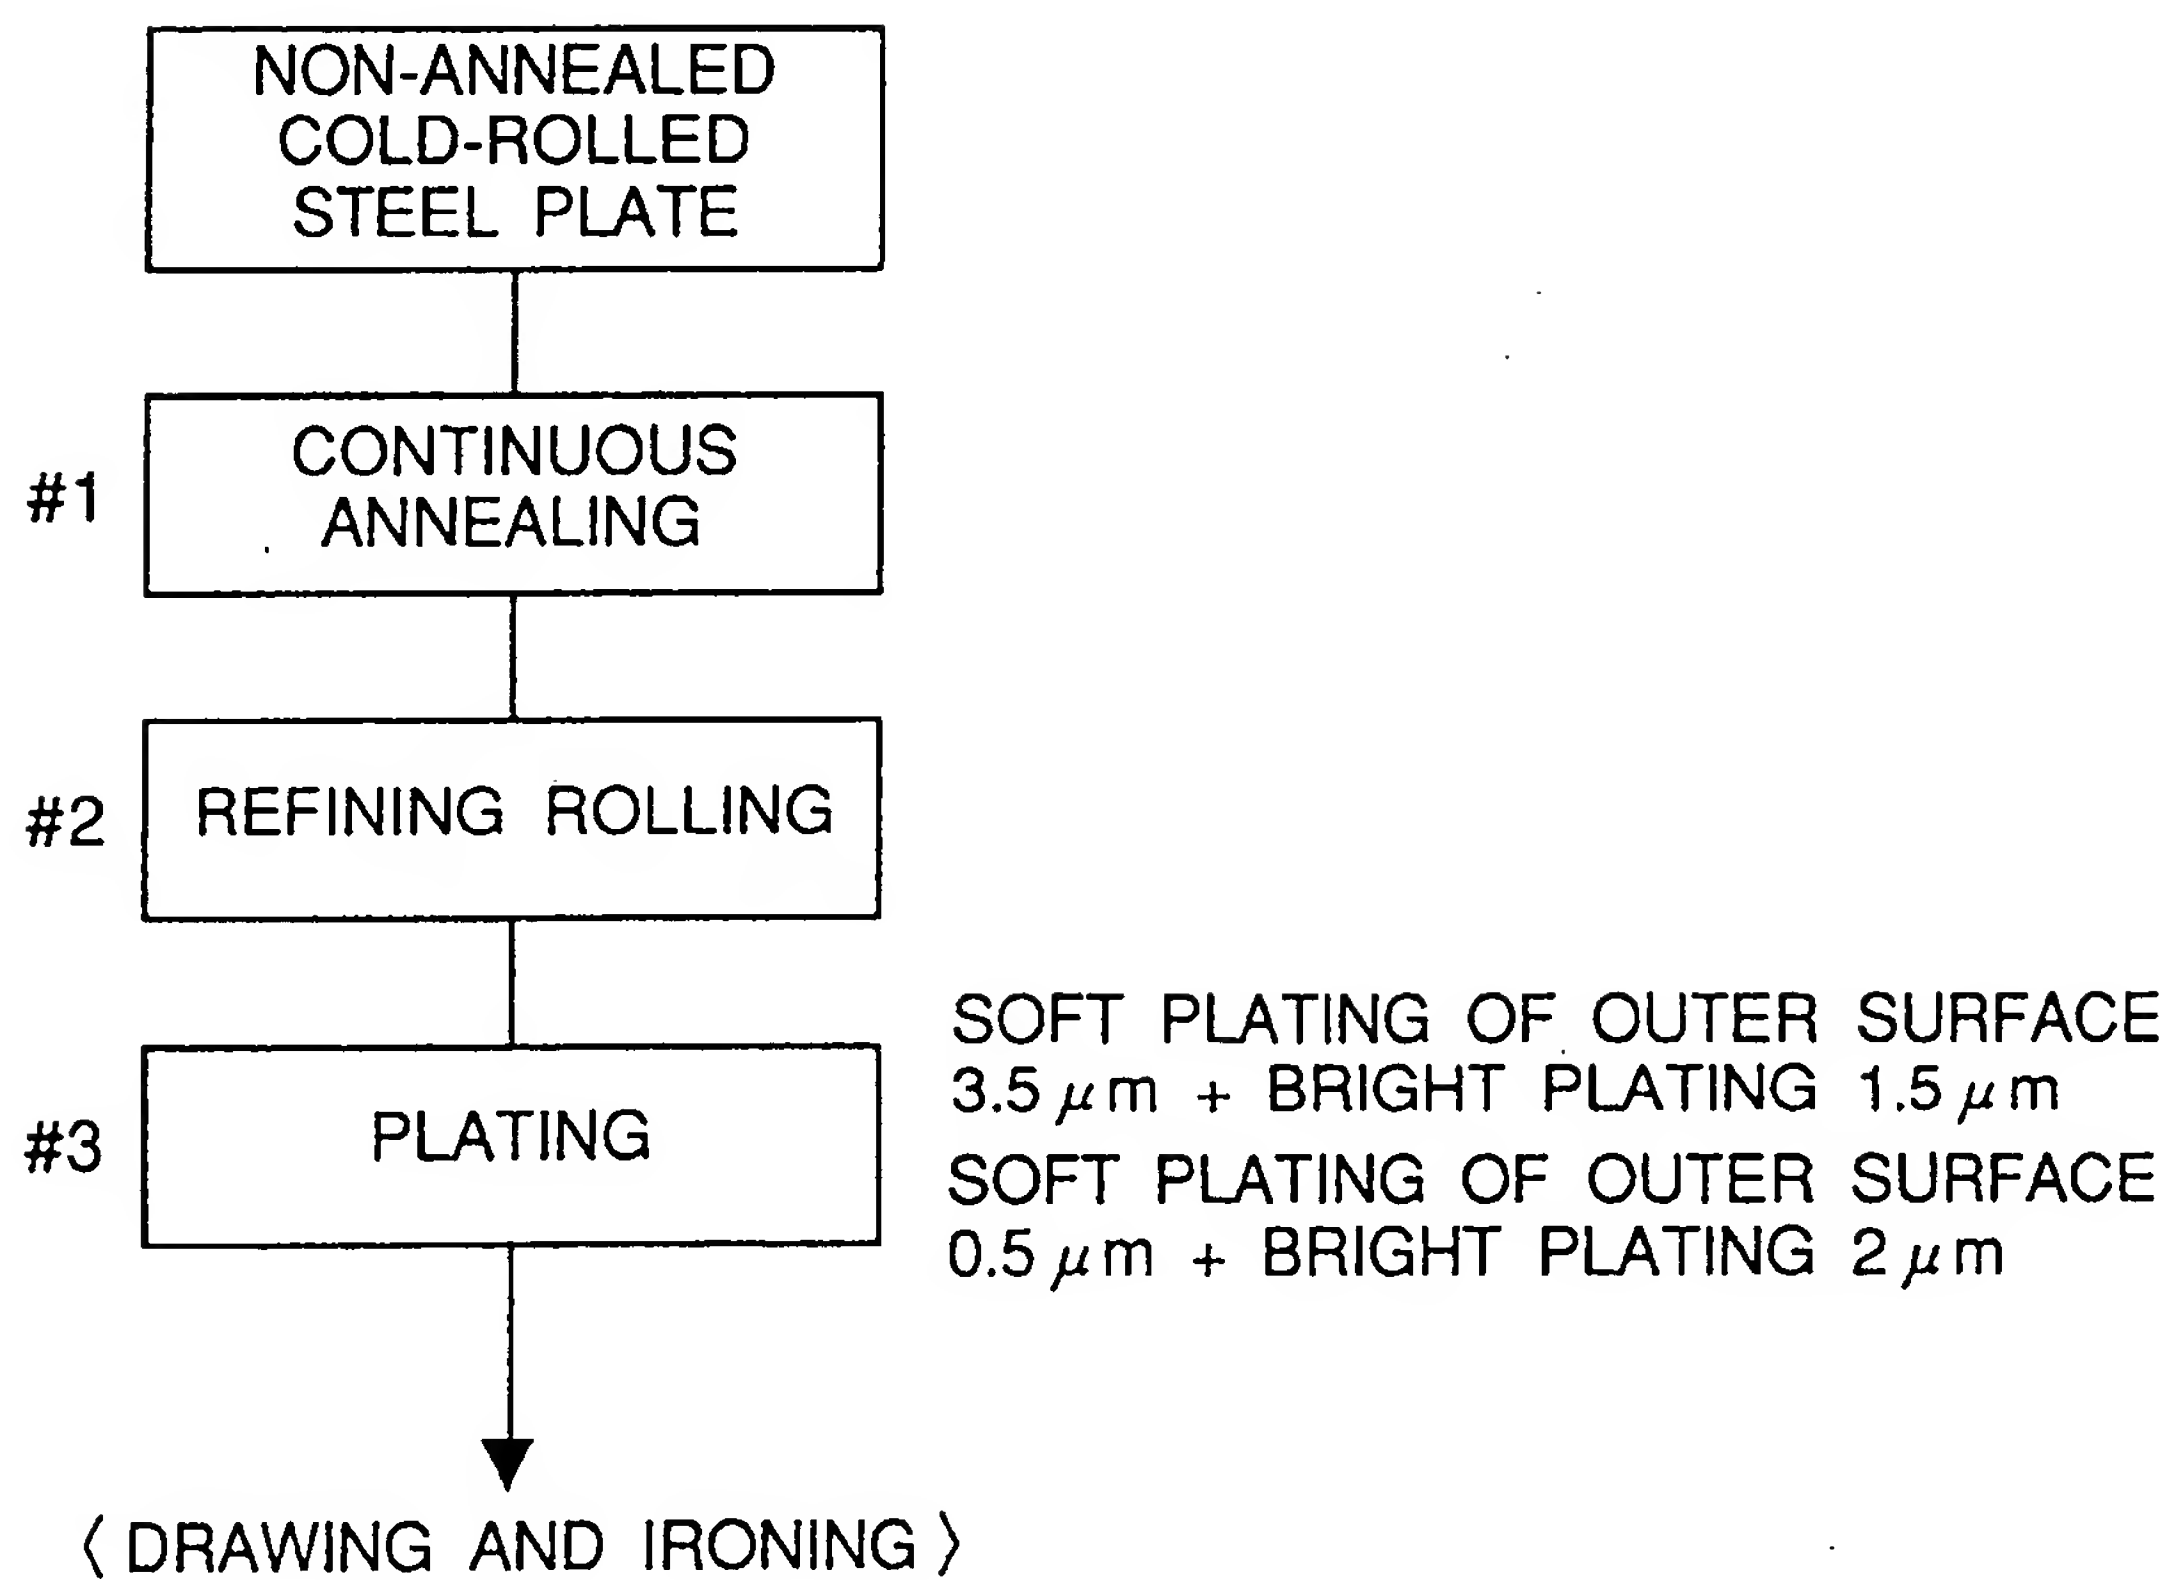 NON-ANNEALED
COLD-ROLLED
STEEL PLATE
#1
CONTINUOUS
ANNEALING
#2
REFINING ROLLING
#3
PLATING
SOFT PLATING OF OUTER SURFACE
3.5 μm + BRIGHT PLATING 1.5 μm
SOFT PLATING OF OUTER SURFACE
0.5 μm + BRIGHT PLATING 2 μm
〈 DRAWING AND IRONING 〉